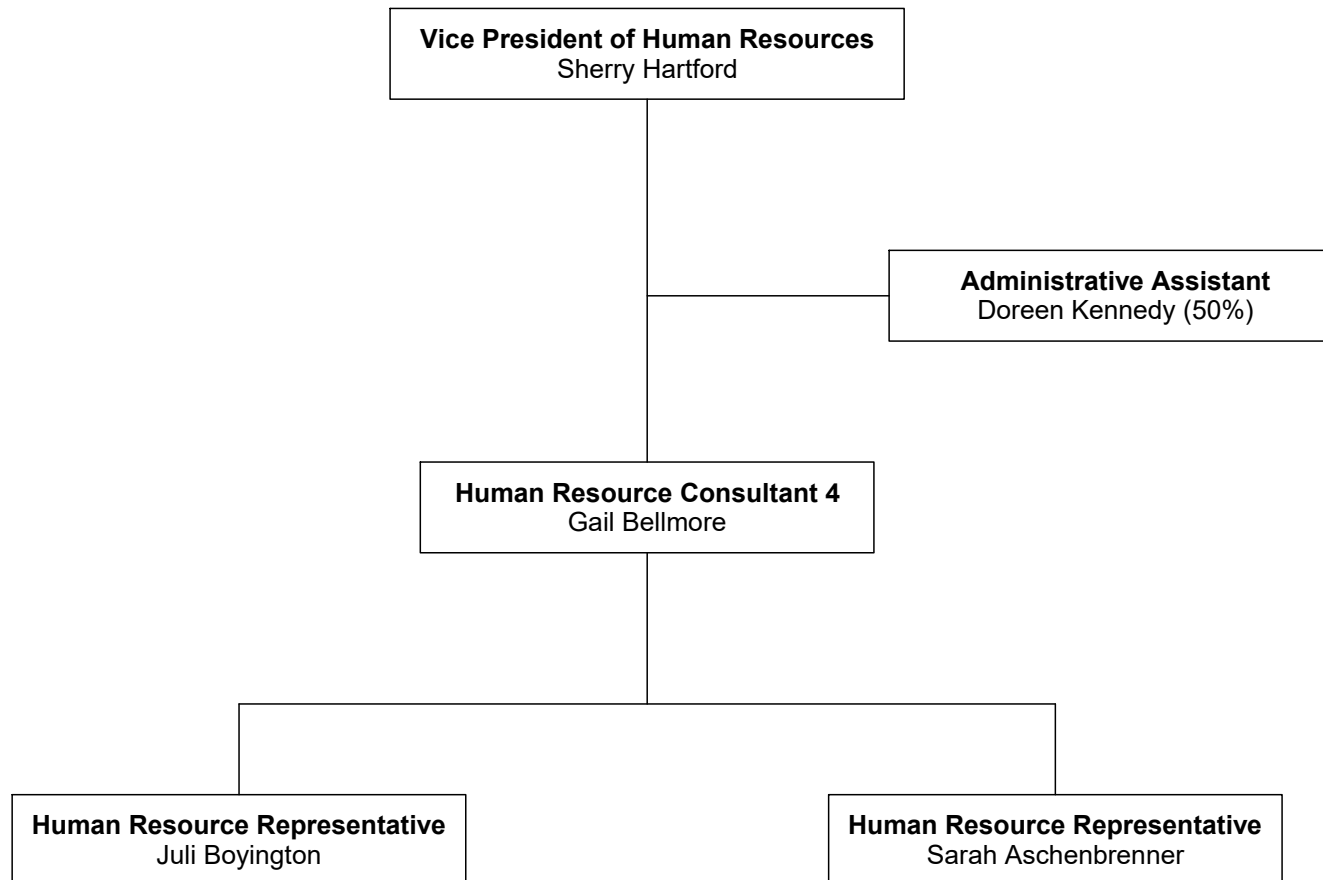 Vice President of Human Resources
Sherry Hartford
Administrative Assistant
Doreen Kennedy (50%)
Human Resource Consultant 4
Gail Bellmore
Human Resource Representative
Juli Boyington
Human Resource Representative
Sarah Aschenbrenner